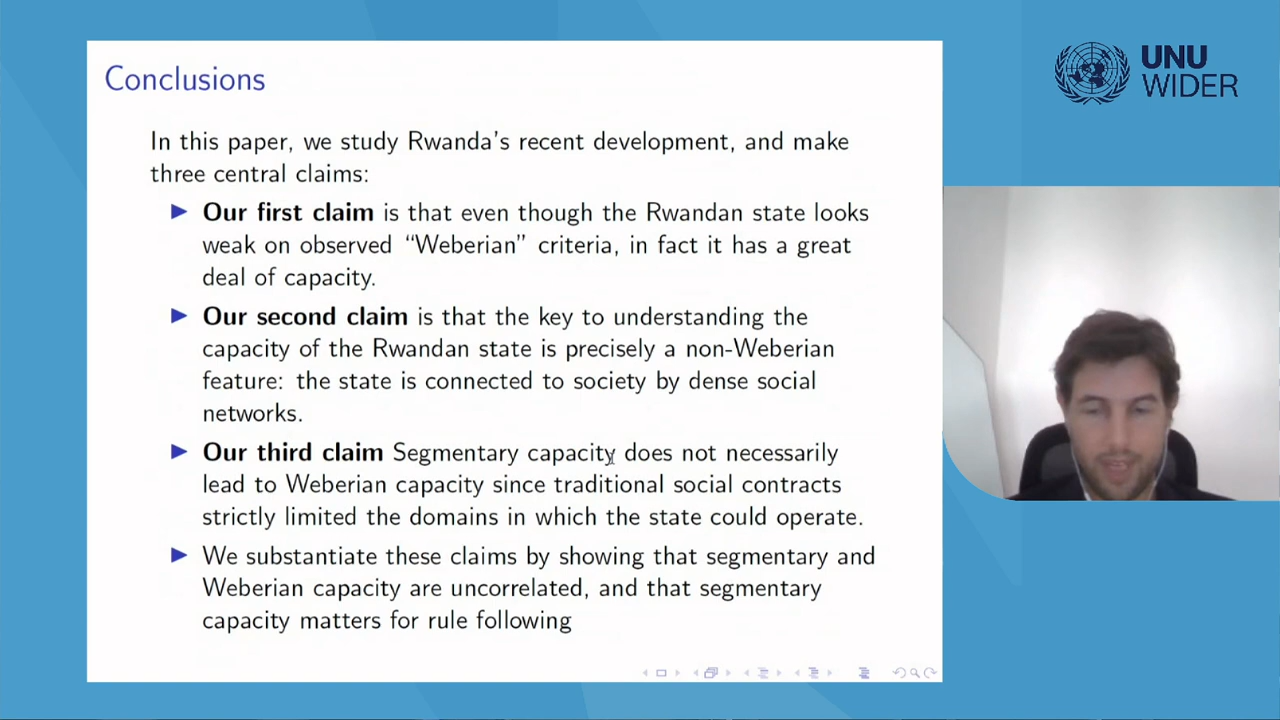 Conclusions
In this paper, we study Rwanda's recent development, and make
three central claims:
Our first claim is that even though the Rwandan state looks
weak on observed “Weberian” criteria, in fact it has a great
deal of capacity.
Our second claim is that the key to understanding the
capacity of the Rwandan state is precisely a non-Weberian
feature: the state is connected to society by dense social
networks.
Our third claim Segmentary capacity does not necessarily
lead to Weberian capacity since traditional social contracts
strictly limited the domains in which the state could operate.
We substantiate these claims by showing that segmentary and
Weberian capacity are uncorrelated, and that segmentary
capacity matters for rule following
UNU
WIDER